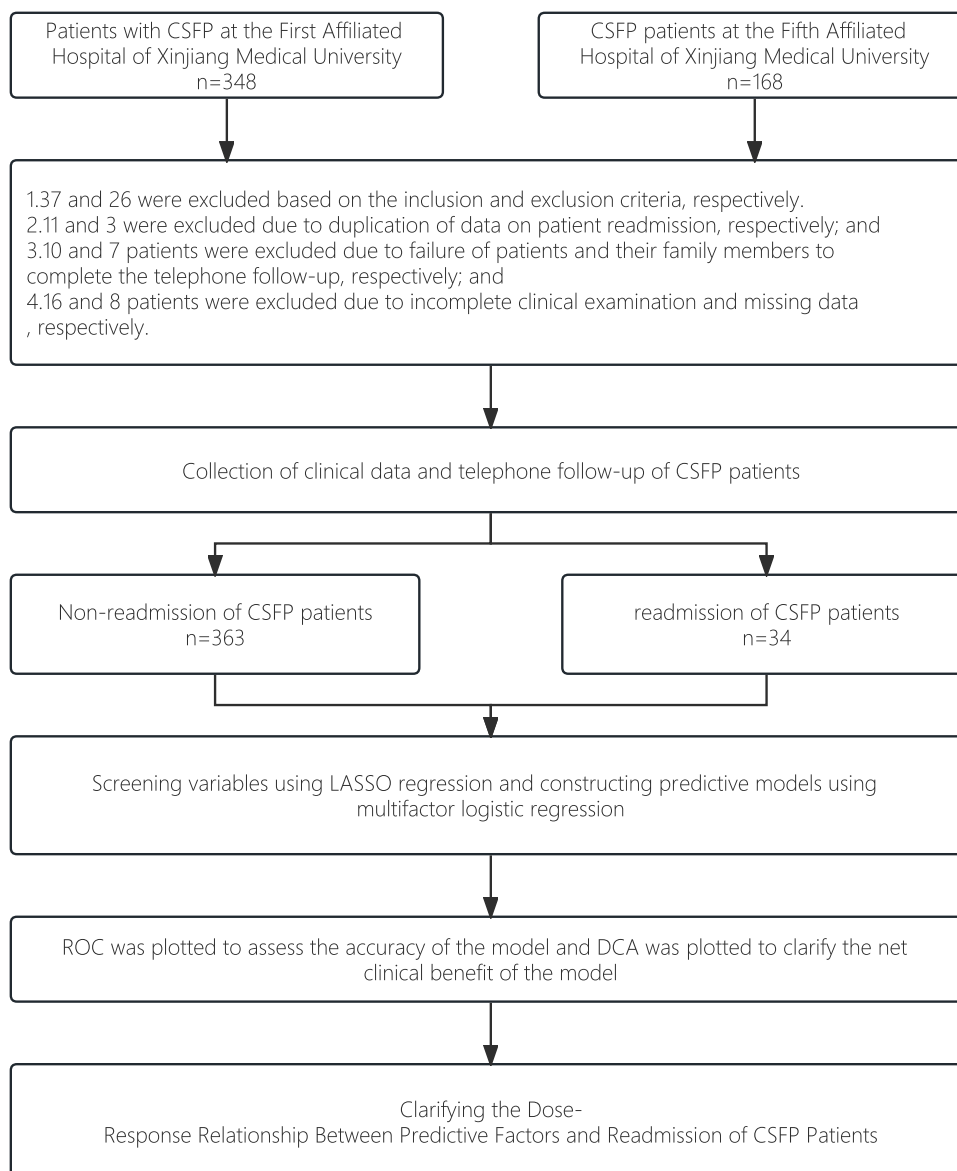 Patients with CSFP at the First Affiliated
Hospital of Xinjiang Medical University
n=348
CSFP patients at the Fifth Affiliated
Hospital of Xinjiang Medical University
n=168
1.37 and 26 were excluded based on the inclusion and exclusion criteria, respectively.
2.11 and 3 were excluded due to duplication of data on patient readmission, respectively; and
3.10 and 7 patients were excluded due to failure of patients and their family members to
complete the telephone follow-up, respectively; and
4.16 and 8 patients were excluded due to incomplete clinical examination and missing data
, respectively.
Collection of clinical data and telephone follow-up of CSFP patients
Non-readmission of CSFP patients
n=363
readmission of CSFP patients
n=34
Screening variables using LASSO regression and constructing predictive models using
multifactor logistic regression
ROC was plotted to assess the accuracy of the model and DCA was plotted to clarify the net
clinical benefit of the model
Clarifying the Dose-
Response Relationship Between Predictive Factors and Readmission of CSFP Patients